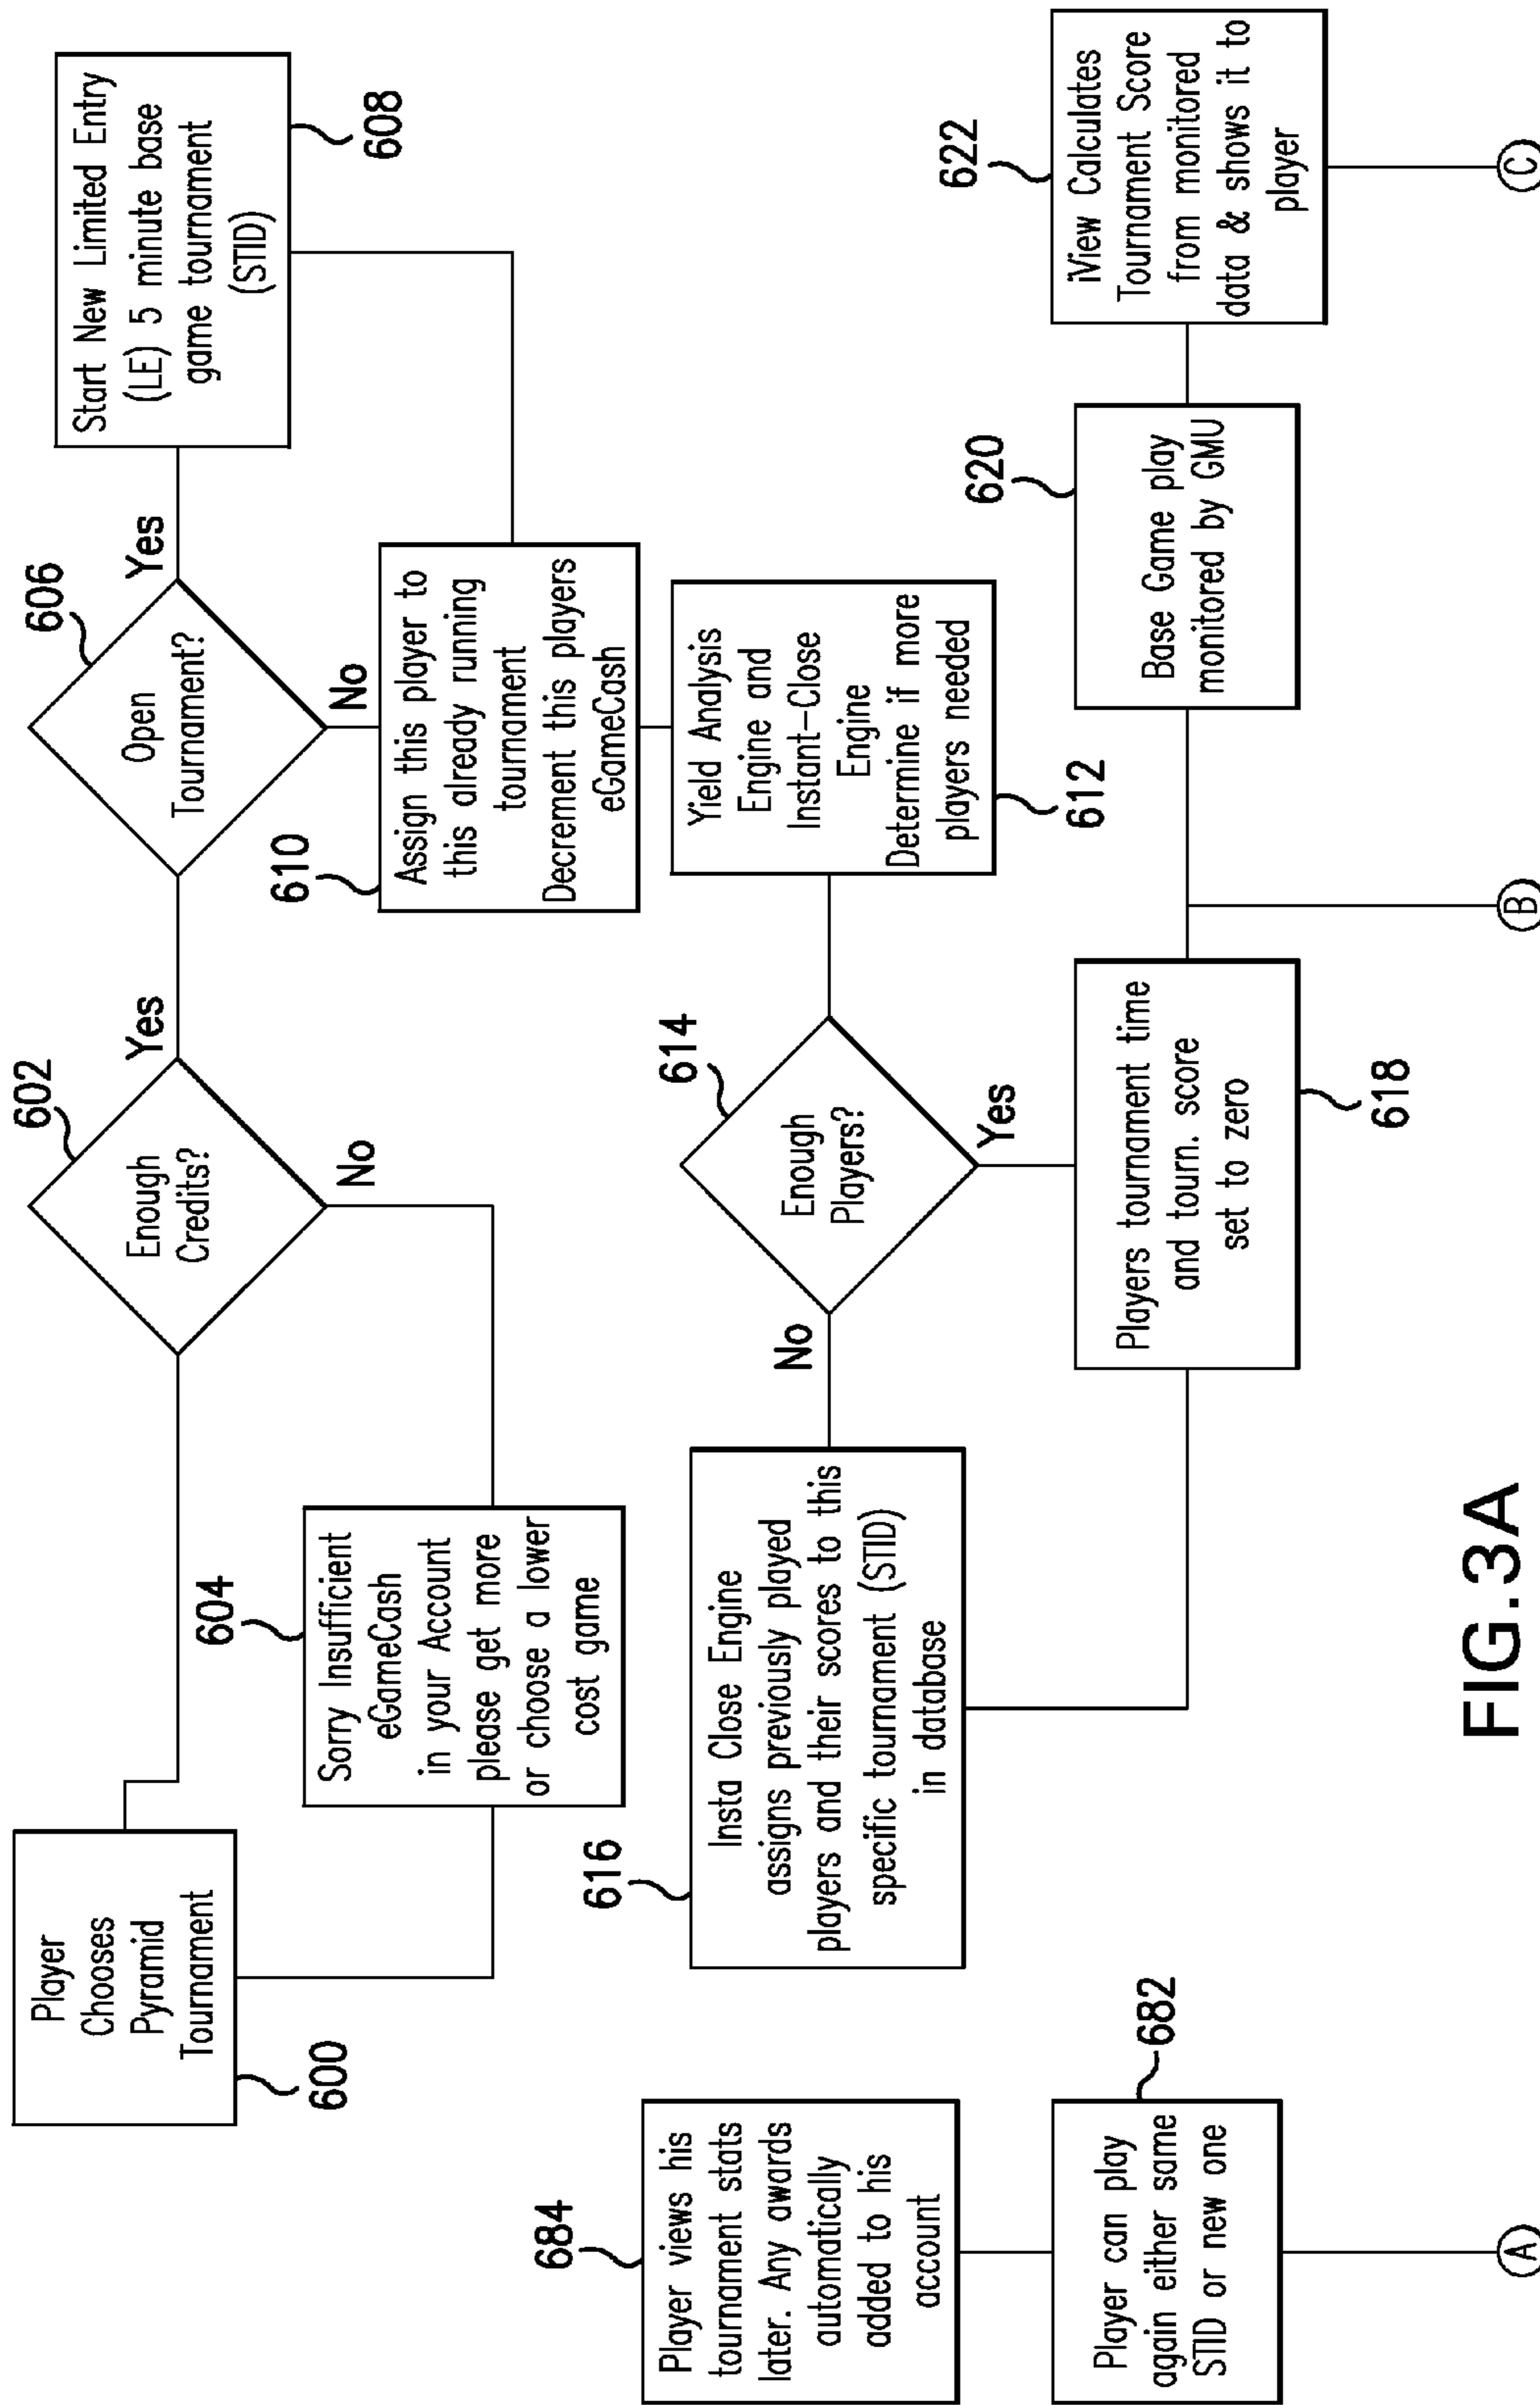 Player
Chooses
Pyramid
Tournament
600
Enough
Credits?
602
Yes
No
Sorry Insufficient
eGameCash
in your Account
please get more
or choose a lower
cost game
604
Open
Tournament?
606
Yes
No
Start New Limited Entry
(LE) 5 minute base
game tournament
(STID)
608
Assign this player to
this already running
tournament
Decrement this players
eGameCash
610
Yield Analysis
Engine and
Instant-Close
Engine
Determine if more
players needed
612
Enough
Players?
614
No
Yes
Insta Close Engine
assigns previously played
players and their scores to this
specific tournament (STID)
in database
616
Players tournament time
and tourn. score
set to zero
618
Base Game play
monitored by GMU
620
iView Calculates
Tournament Score
from monitored
data & shows it to
player
622
Player views his
tournament stats
later. Any awards
automatically
added to his
account
684
Player can play
again either same
STID or new one
682
A
B
C
FIG.3A